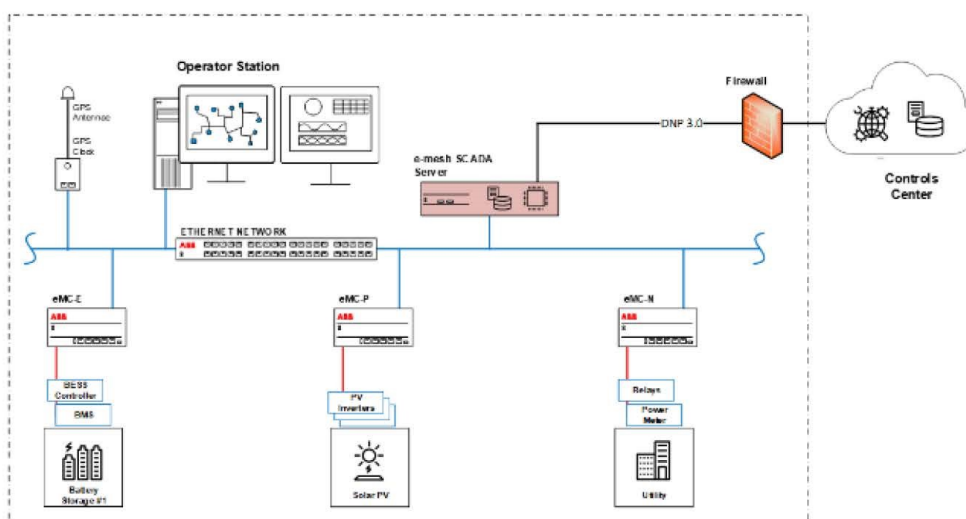 Operator Station
Firewall
GPS
Antennae
GPS
Clock
DNP 3.0
e-mesh SCADA
Server
Controls
Center
ETHERNET NETWORK
ABB
eMC-E
eMC-P
eMC-N
ABB
ABB
ABB
BESS
Controller
BMS
PV
Inverters
Relays
Power
Meter
Battery
Storage #1
Solar PV
Utility